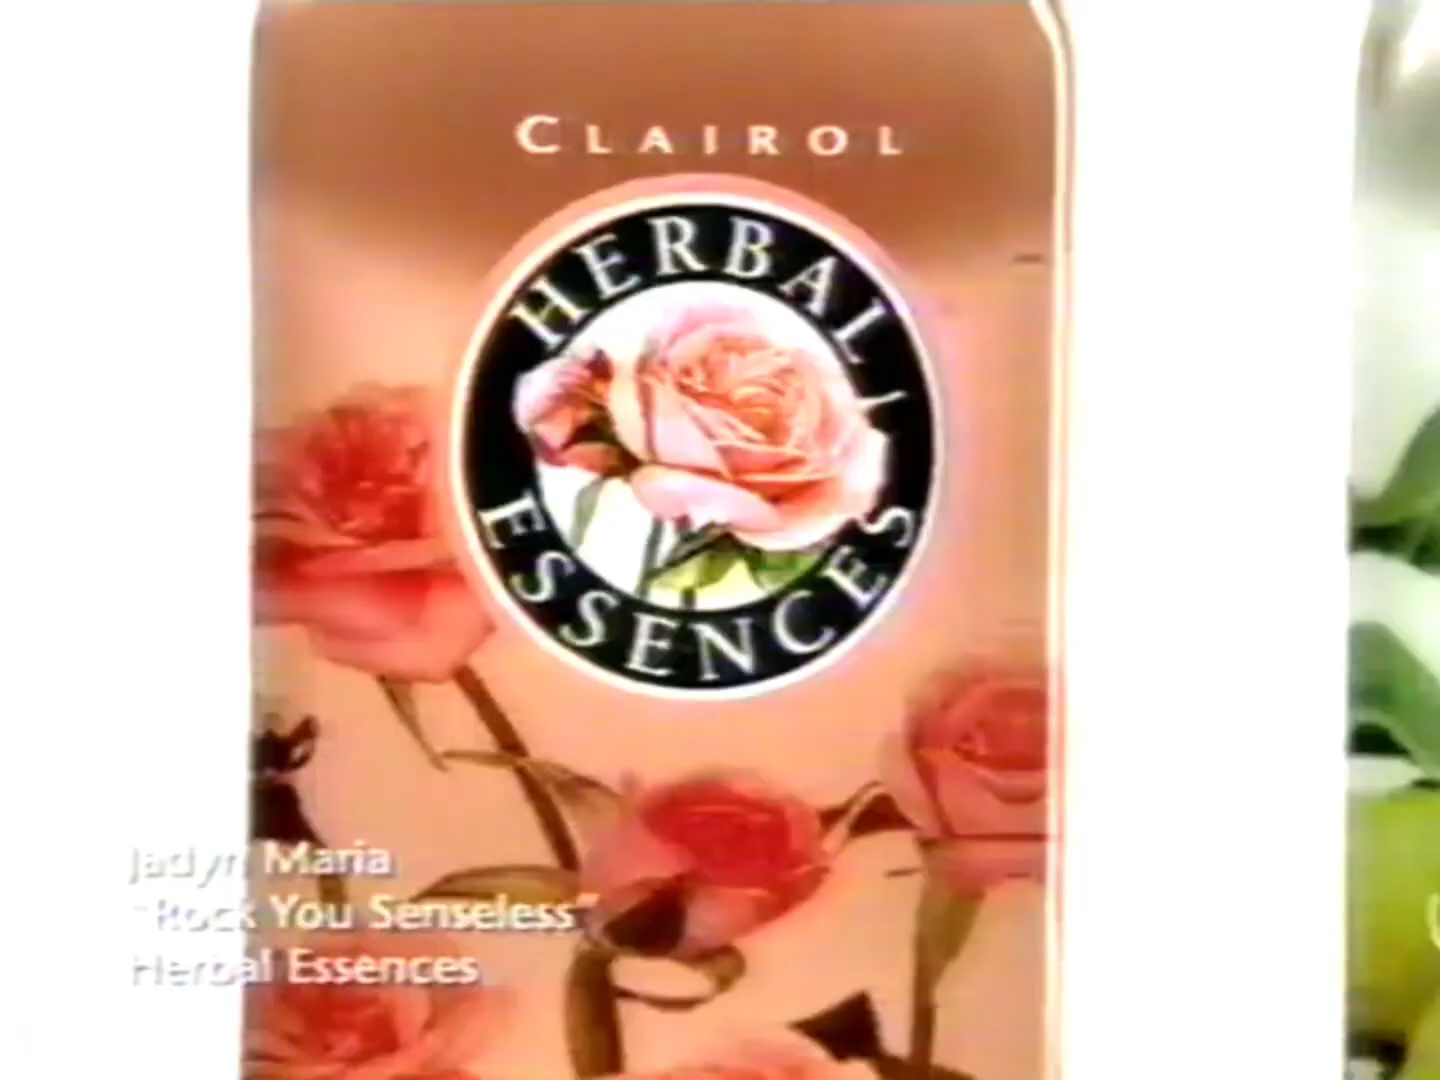 CLAIROL
HERBAL
ESSENCES
Jadyn Maria
"Rock You Senseless"
Herbal Essences